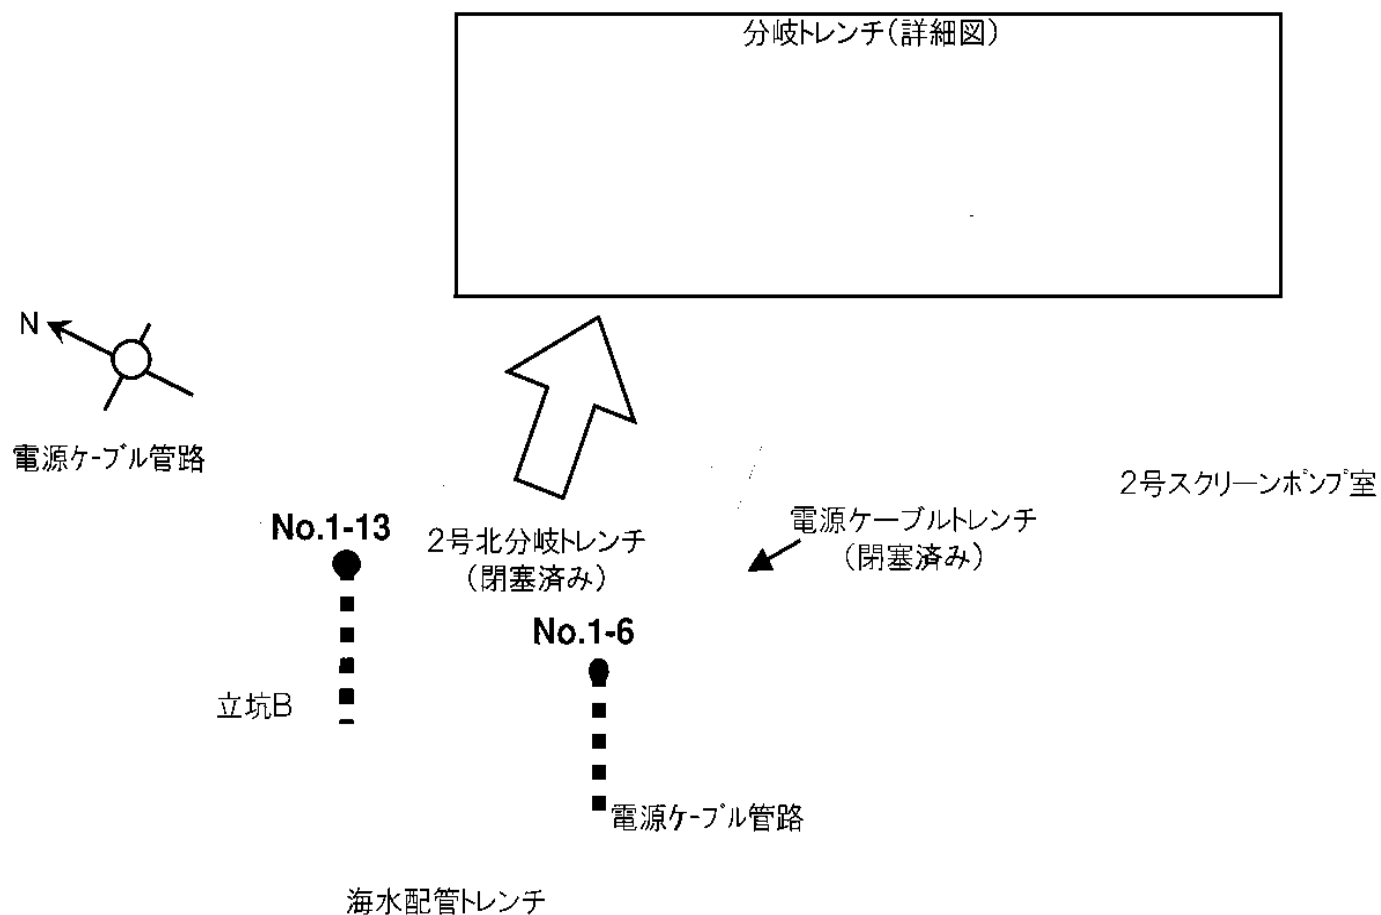 分岐トレンチ(詳細図)
N
電源ケーブル管路
2号スクリーンポンプ室
No.1-13
2号北分岐トレンチ
(閉塞済み)
電源ケーブルトレンチ
(閉塞済み)
No.1-6
立坑B
電源ケーブル管路
海水配管トレンチ